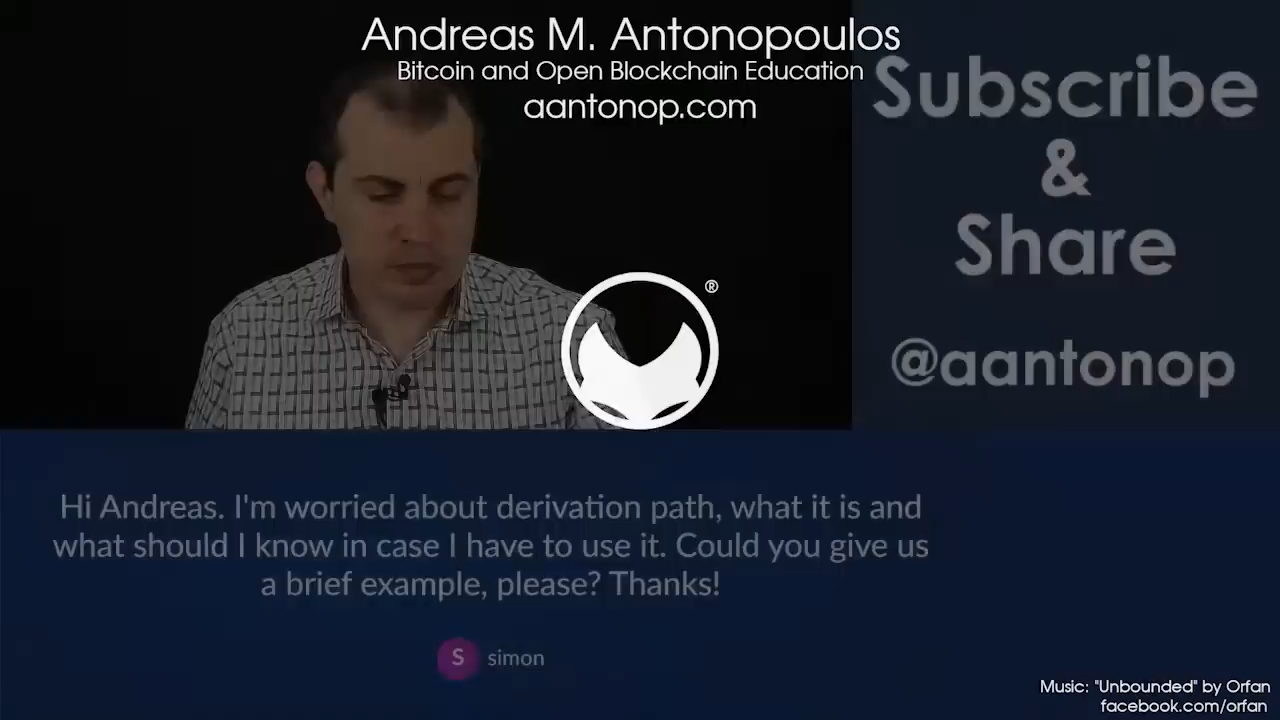 Andreas M. Antonopoulos
Bitcoin and Open Blockchain Education
aantonop.com
Subscribe
&
Share
@aantonop
®
Hi Andreas. I'm worried about derivation path, what it is and
what should I know in case I have to use it. Could you give us
a brief example, please? Thanks!
S simon
Music: "Unbounded" by Orfan
facebook.com/orfan